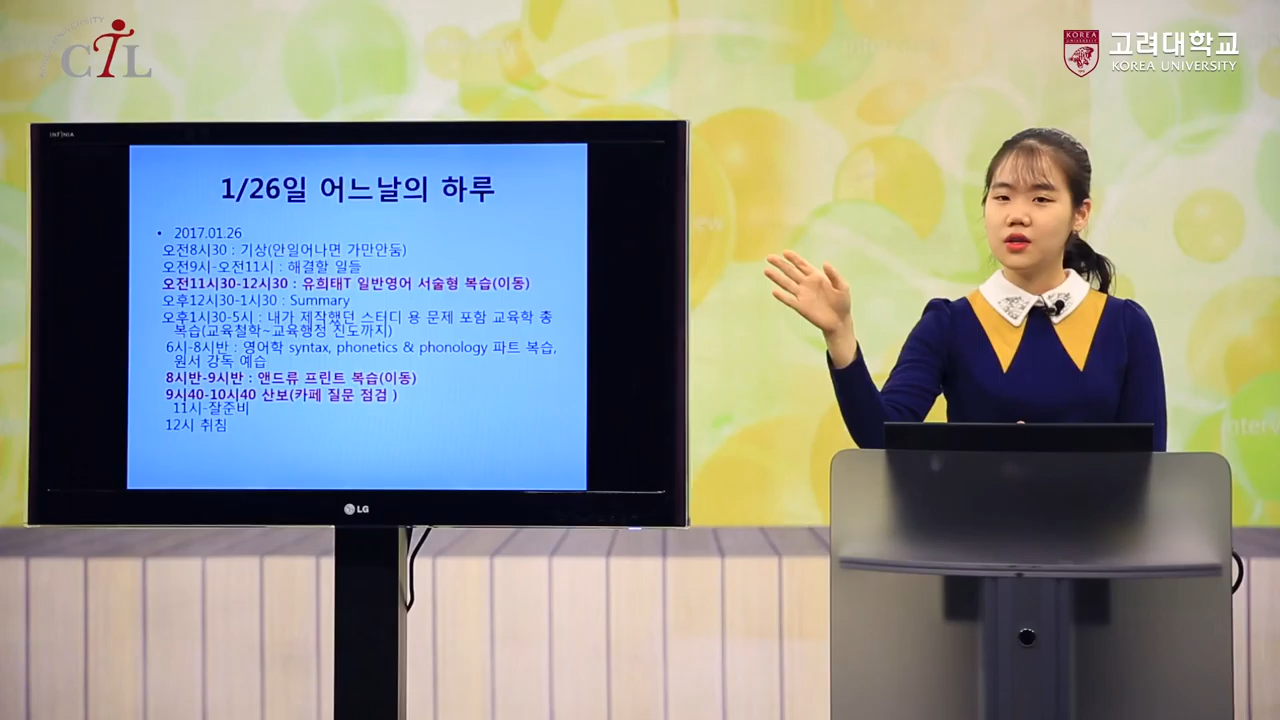 CTL
KOREA
고려대학교
KOREA UNIVERSITY
INFINIA
1/26일 어느날의 하루
• 2017.01.26
오전8시30 : 기상(안일어나면 가만안둠)
오전9시-오전11시 : 해결할 일들
오전11시30-12시30 : 유희태T 일반영어 서술형 복습(이동)
오후12시30-1시30 : Summary
오후1시30-5시 : 내가 제작했던 스터디 용 문제 포함 교육학 총
복습(교육철학~교육행정 진도까지)
6시-8시반 : 영어학 syntax, phonetics & phonology 파트 복습,
원서 강독 예습
8시반-9시반 : 앤드류 프린트 복습(이동)
9시40-10시40 산보(카페 질문 점검 )
11시-잘준비
12시 취침
LG